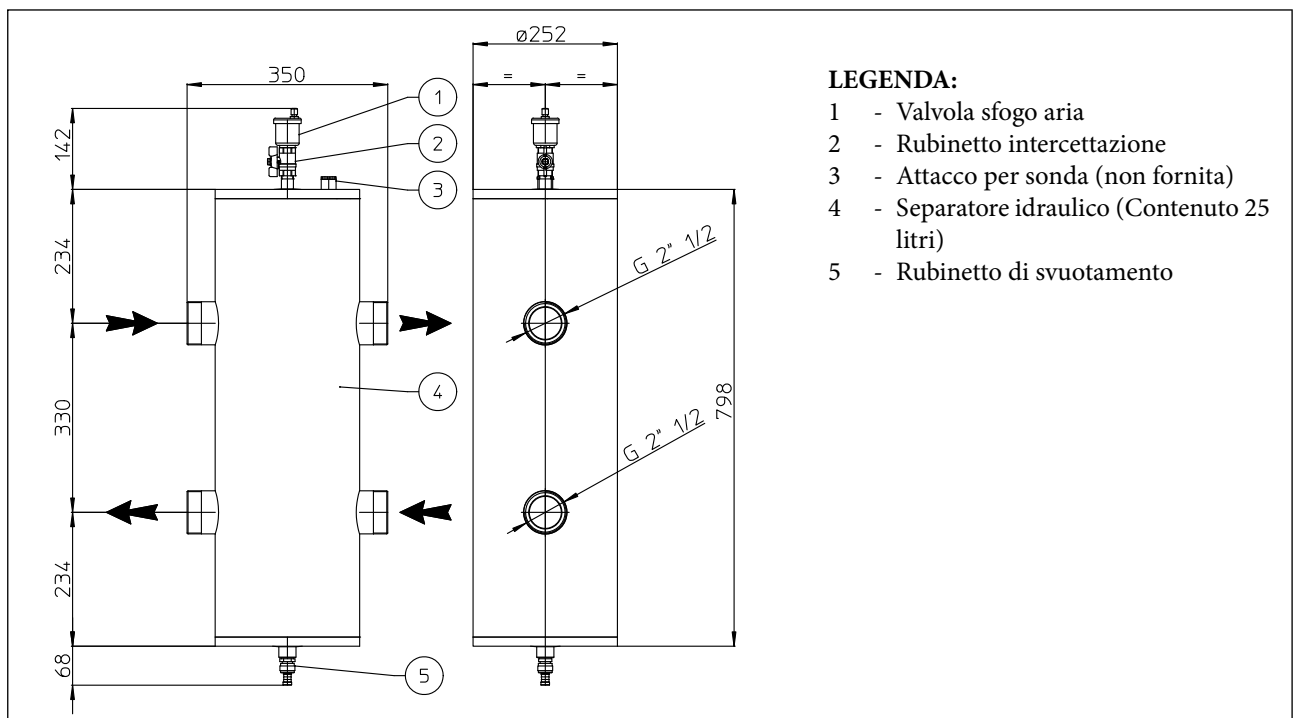 ø252
350
=
=
LEGENDA:
1 - Valvola sfogo aria
2 - Rubinetto intercettazione
3 - Attacco per sonda (non fornita)
4 - Separatore idraulico (Contenuto 25
litri)
5 - Rubinetto di svuotamento
1
142
2
3
234
G 2" 1/2
330
4
798
G 2" 1/2
234
68
5